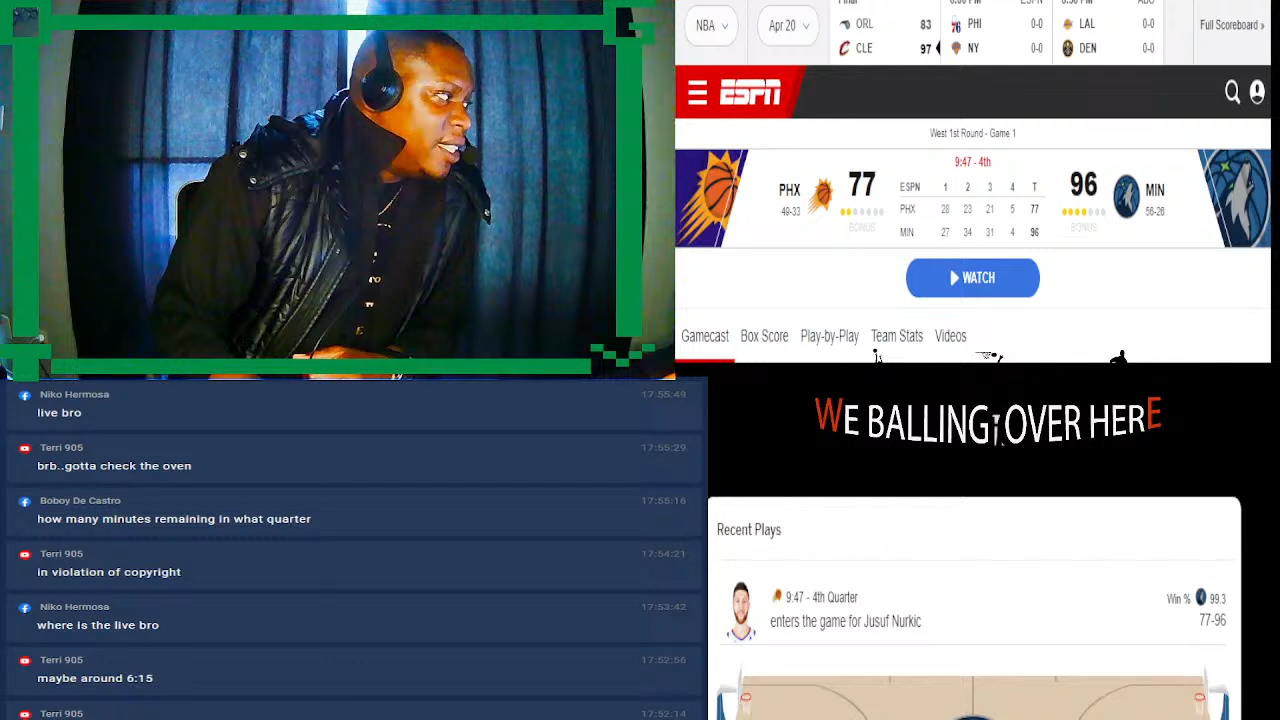 NBA
Apr 20
ORL 83
CLE 97
PHI 0-0
NY 0-0
LAL 0-0
DEN 0-0
Full Scoreboard »
ESPN
West 1st Round - Game 1
9:47 - 4th
PHX
49-33
77
BONUS
ESPN 1 2 3 4 T
PHX 28 23 21 5 77
MIN 27 34 31 4 96
96
BONUS
MIN
56-26
WATCH
Gamecast Box Score Play-by-Play Team Stats Videos
WE BALLING OVER HERE
Recent Plays
9:47 - 4th Quarter
enters the game for Jusuf Nurkic
Win % 99.3
77-96
Niko Hermosa 17:55:49
live bro
Terri 905 17:55:29
brb..gotta check the oven
Boboy De Castro 17:55:16
how many minutes remaining in what quarter
Terri 905 17:54:21
in violation of copyright
Niko Hermosa 17:53:42
where is the live bro
Terri 905 17:52:56
maybe around 6:15
Terri 905 17:52:14